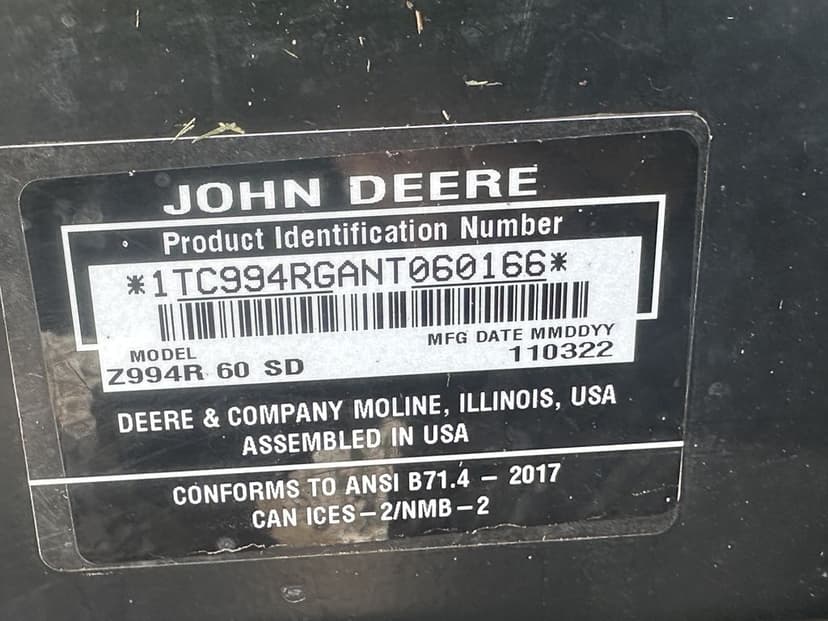 JOHN DEERE
Product Identification Number
*1TC994RGANT060166*
MODEL
MFG DATE MMDDYY
Z994R 60 SD
110322
DEERE & COMPANY MOLINE, ILLINOIS, USA
ASSEMBLED IN USA
CONFORMS TO ANSI B71.4 – 2017
CAN ICES–2/NMB–2